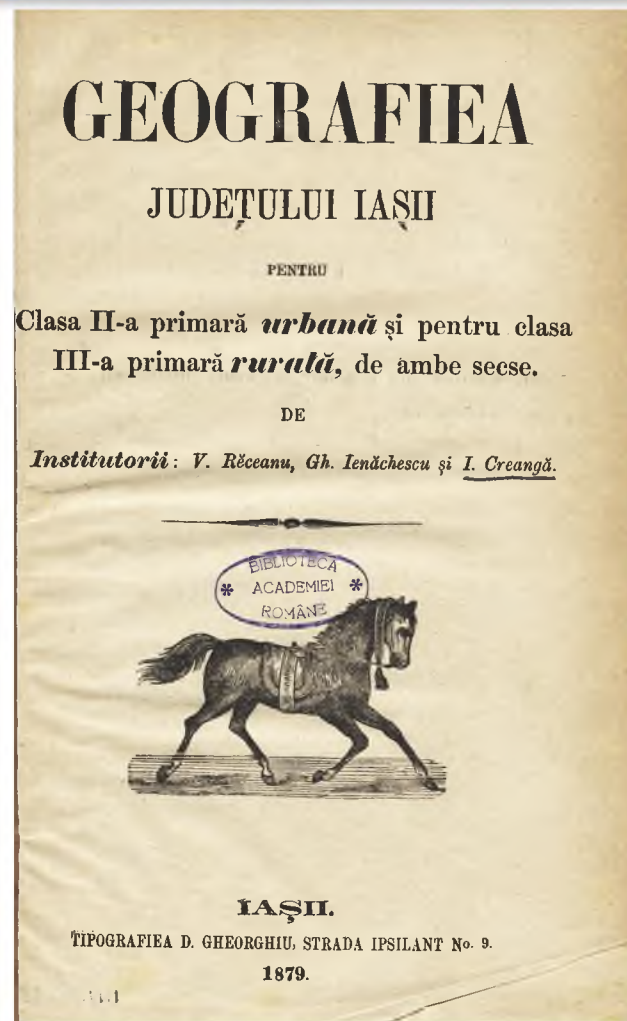 GEOGRAFIEA
JUDEȚULUI IAȘII
PENTRU
Clasa II-a primară urbană și pentru clasa
III-a primară rurală, de ambe secse.
DE
Institutorii: V. Rĕceanu, Gh. Ienăchescu și I. Creangă.
BIBLIOTECA
* ACADEMIEI *
ROMÂNE
IAȘII.
TIPOGRAFIEA D. GHEORGHIU, STRADA IPSILANT No. 9.
1879.